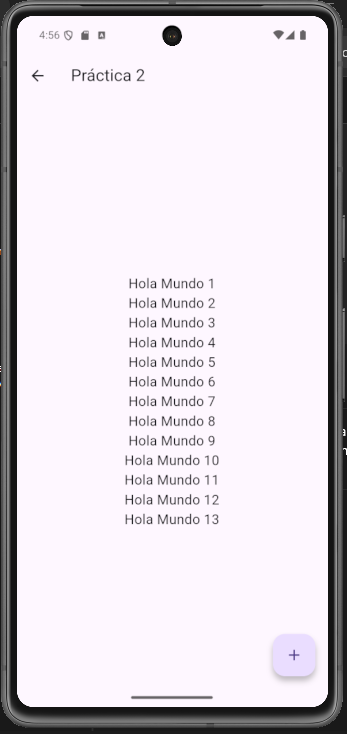 4:56
Práctica 2
Hola Mundo 1
Hola Mundo 2
Hola Mundo 3
Hola Mundo 4
Hola Mundo 5
Hola Mundo 6
Hola Mundo 7
Hola Mundo 8
Hola Mundo 9
Hola Mundo 10
Hola Mundo 11
Hola Mundo 12
Hola Mundo 13
+